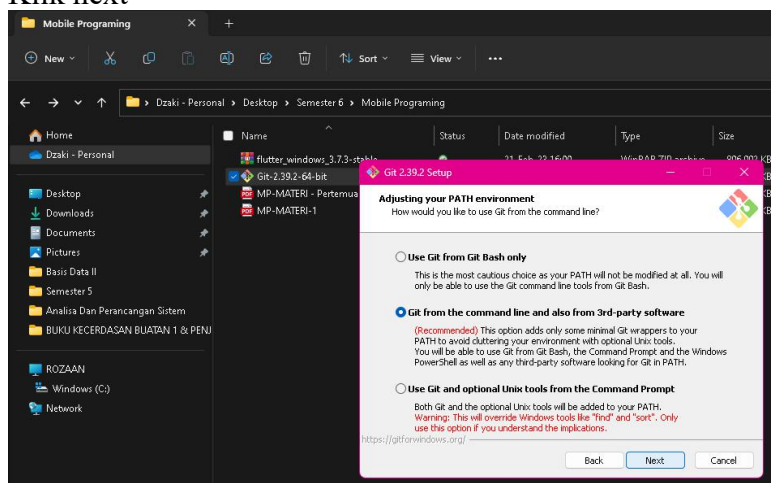 Klik next
Mobile Programing
New
Sort
View
Dzaki - Personal
Desktop
Semester 6
Mobile Programing
Home
Dzaki - Personal
Desktop
Downloads
Documents
Pictures
Basis Data II
Semester 5
Analisa Dan Perancangan Sistem
BUKU KECERDASAN BUATAN 1 & PENJ
ROZAAN
Windows (C:)
Network
Name Status Date modified Type Size
flutter_windows_3.7.3-stable 21-Feb-23 16:00 WinRAR ZIP archive 906.002 KB
Git-2.39.2-64-bit
MP-MATERI - Pertemua
MP-MATERI-1
Git 2.39.2 Setup
Adjusting your PATH environment
How would you like to use Git from the command line?
Use Git from Git Bash only
This is the most cautious choice as your PATH will not be modified at all. You will
only be able to use the Git command line tools from Git Bash.
Git from the command line and also from 3rd-party software
(Recommended) This option adds only some minimal Git wrappers to your
PATH to avoid cluttering your environment with optional Unix tools.
You will be able to use Git from Git Bash, the Command Prompt and the Windows
PowerShell as well as any third-party software looking for Git in PATH.
Use Git and optional Unix tools from the Command Prompt
Both Git and the optional Unix tools will be added to your PATH.
Warning: This will override Windows tools like "find" and "sort". Only
use this option if you understand the implications.
https://gitforwindows.org/
Back Next Cancel